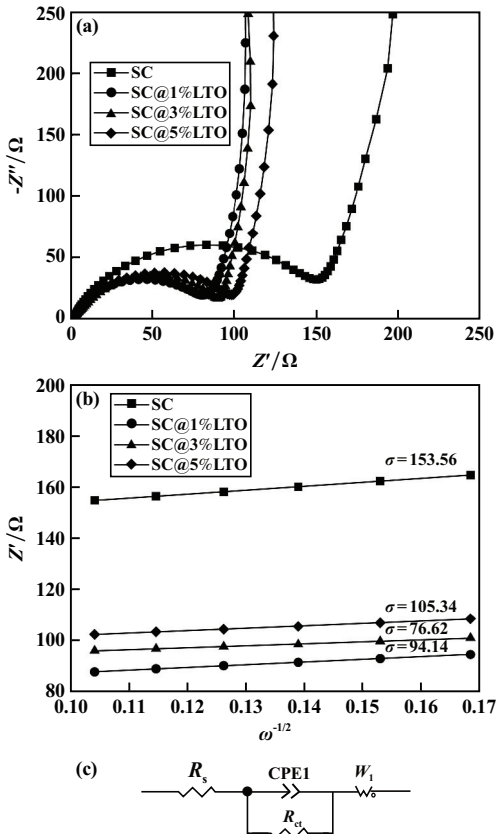 (a)
SC
SC@1%LTO
SC@3%LTO
SC@5%LTO
-Z″/Ω
250
200
150
100
50
0
0 50 100 150 200 250
Z′/Ω
(b)
SC
SC@1%LTO
SC@3%LTO
SC@5%LTO
Z′/Ω
200
180
160
140
120
100
80
σ=153.56
σ=105.34
σ=76.62
σ=94.14
0.10 0.11 0.12 0.13 0.14 0.15 0.16 0.17
ω-1/2
(c)
Rs CPE1 W1
Rct